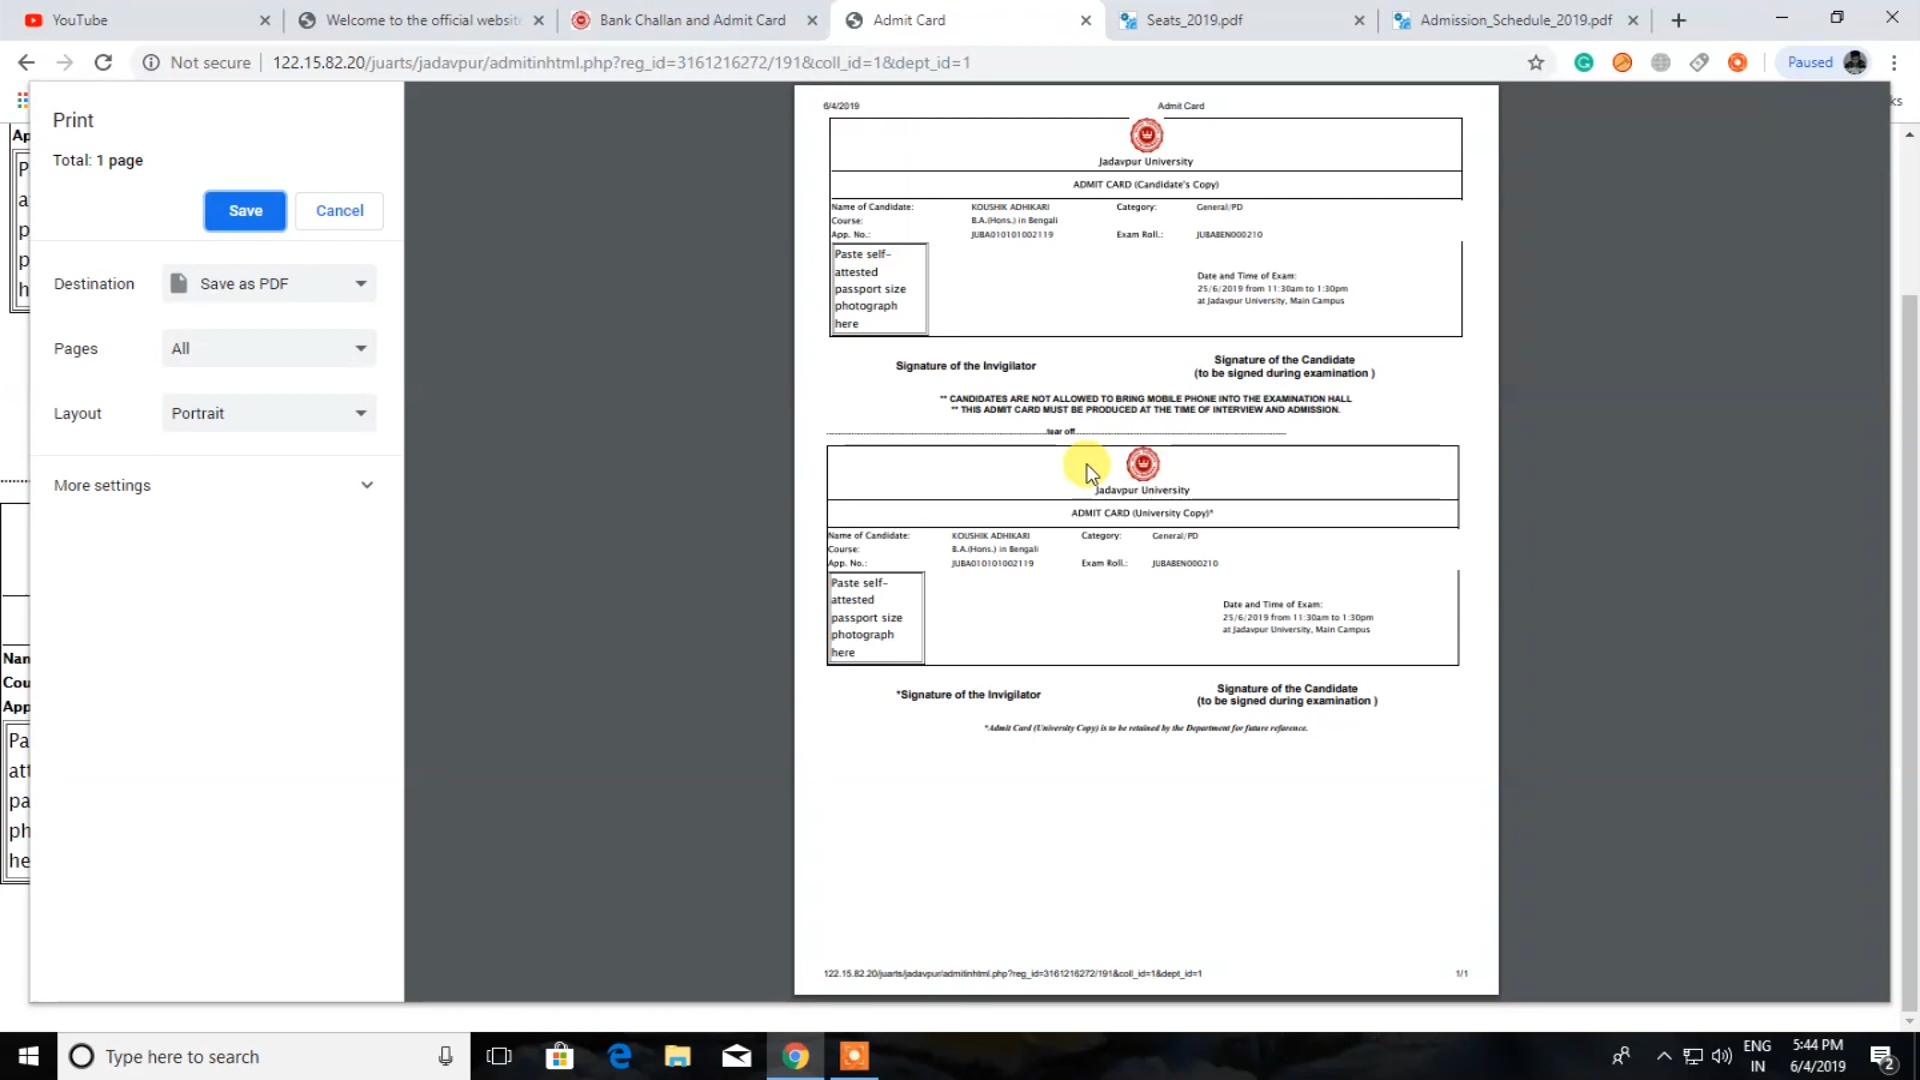 YouTube
Welcome to the official website
Bank Challan and Admit Card
Admit Card
Seats_2019.pdf
Admission_Schedule_2019.pdf
Not secure
122.15.82.20/juarts/jadavpur/admitinhtml.php?reg_id=3161216272/191&coll_id=1&dept_id=1
Paused
ks
Print
Total: 1 page
Save
Cancel
Destination
Save as PDF
Pages
All
Layout
Portrait
More settings
Ap
P
a
p
p
h
Nan
Cou
App
Pa
att
pa
ph
he
6/4/2019
Admit Card
Jadavpur University
ADMIT CARD (Candidate's Copy)
Name of Candidate: KOUSHIK ADHIKARI Category: General/PD
Course: B.A.(Hons.) in Bengali
App. No.: JUBA010101002119 Exam Roll.: JUBABEN000210
Paste self-
attested
passport size
photograph
here
Date and Time of Exam:
25/6/2019 from 11:30am to 1:30pm
at Jadavpur University, Main Campus
Signature of the Invigilator
Signature of the Candidate
(to be signed during examination )
** CANDIDATES ARE NOT ALLOWED TO BRING MOBILE PHONE INTO THE EXAMINATION HALL
** THIS ADMIT CARD MUST BE PRODUCED AT THE TIME OF INTERVIEW AND ADMISSION.
tear off
Jadavpur University
ADMIT CARD (University Copy)*
Name of Candidate: KOUSHIK ADHIKARI Category: General/PD
Course: B.A.(Hons.) in Bengali
App. No.: JUBA010101002119 Exam Roll.: JUBABEN000210
Paste self-
attested
passport size
photograph
here
Date and Time of Exam:
25/6/2019 from 11:30am to 1:30pm
at Jadavpur University, Main Campus
*Signature of the Invigilator
Signature of the Candidate
(to be signed during examination )
*Admit Card (University Copy) is to be retained by the Department for future reference.
122.15.82.20/juarts/jadavpur/admitinhtml.php?reg_id=3161216272/191&coll_id=1&dept_id=1
1/1
Type here to search
ENG
IN
5:44 PM
6/4/2019
2